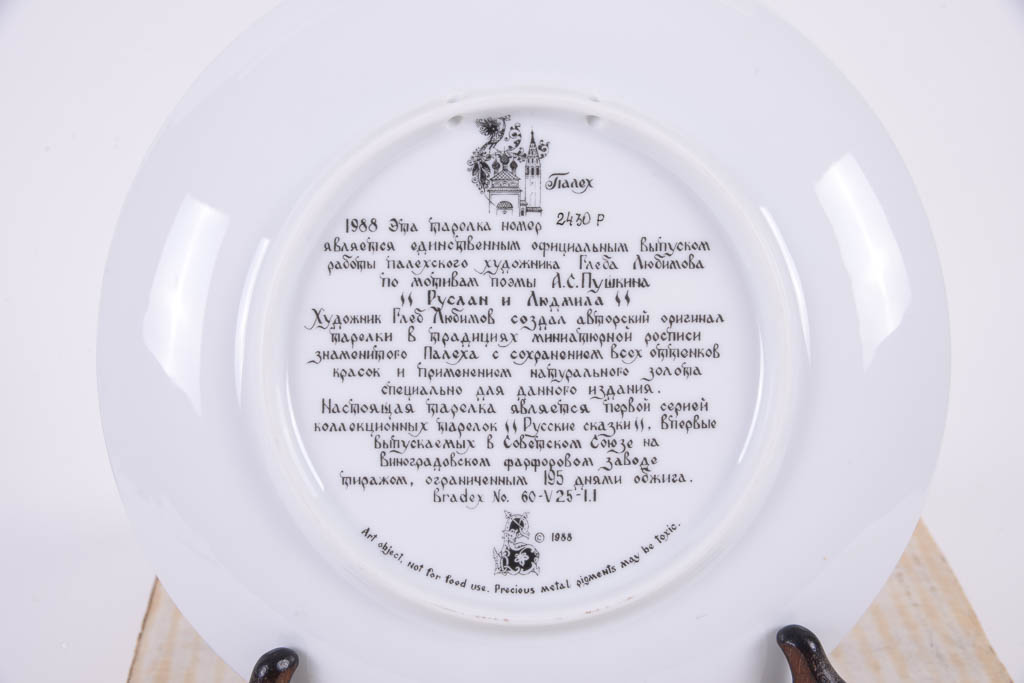 Палех
1988 Эта тарелка номер 2430 Р
является единственным официальным выпуском
работы палехского художника Глеба Любимова
по мотивам поэмы А.С.Пушкина
"Руслан и Людмила"
Художник Глеб Любимов создал авторский оригинал
тарелки в традициях миниатюрной росписи
знаменитого Палеха с сохранением всех оттенков
красок и применением натурального золота
специально для данного издания.
Настоящая тарелка является первой серией
коллекционных тарелок "Русские сказки", впервые
выпускаемых в Советском Союзе на
Виноградовском фарфоровом заводе
тиражом, ограниченным 195 днями обжига.
Bradex No. 60-V25-1.1
© 1988
Art object. Not for food use. Precious metal pigments may be toxic.